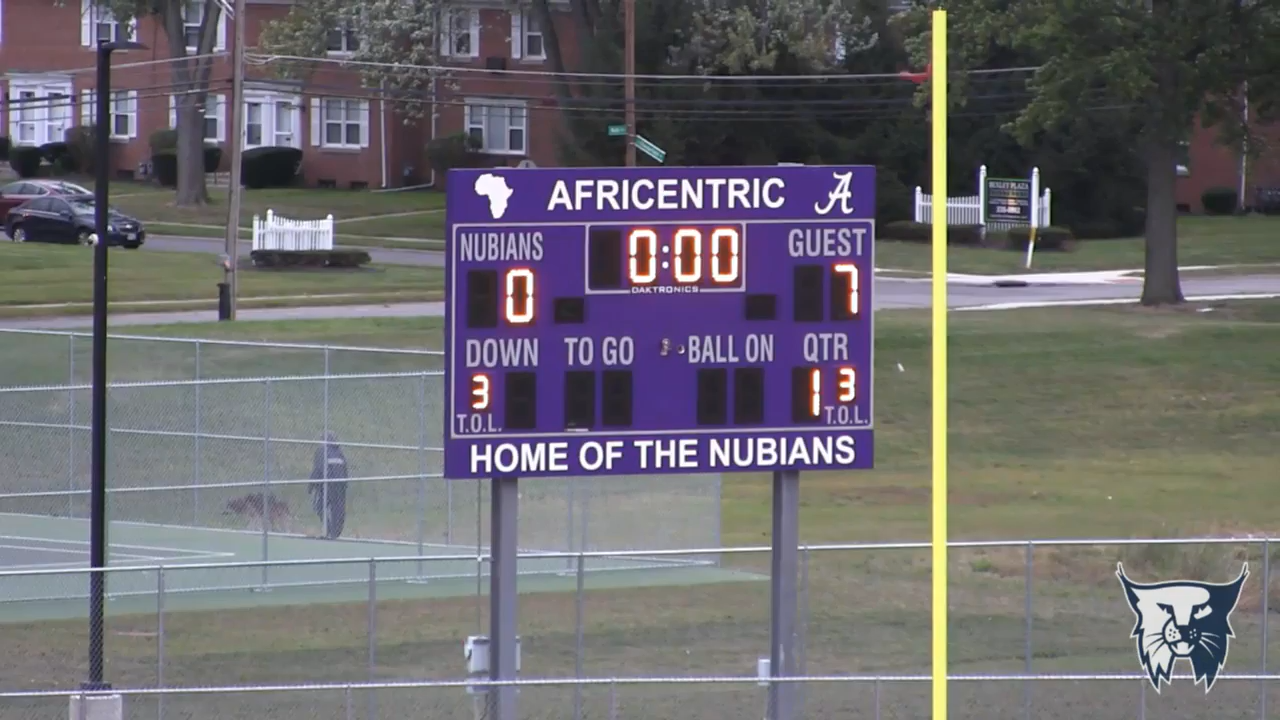 AFRICENTRIC A
NUBIANS 0:00 GUEST
DAKTRONICS
0 7
DOWN TO GO BALL ON QTR
3 1 3
T.O.L. T.O.L.
HOME OF THE NUBIANS